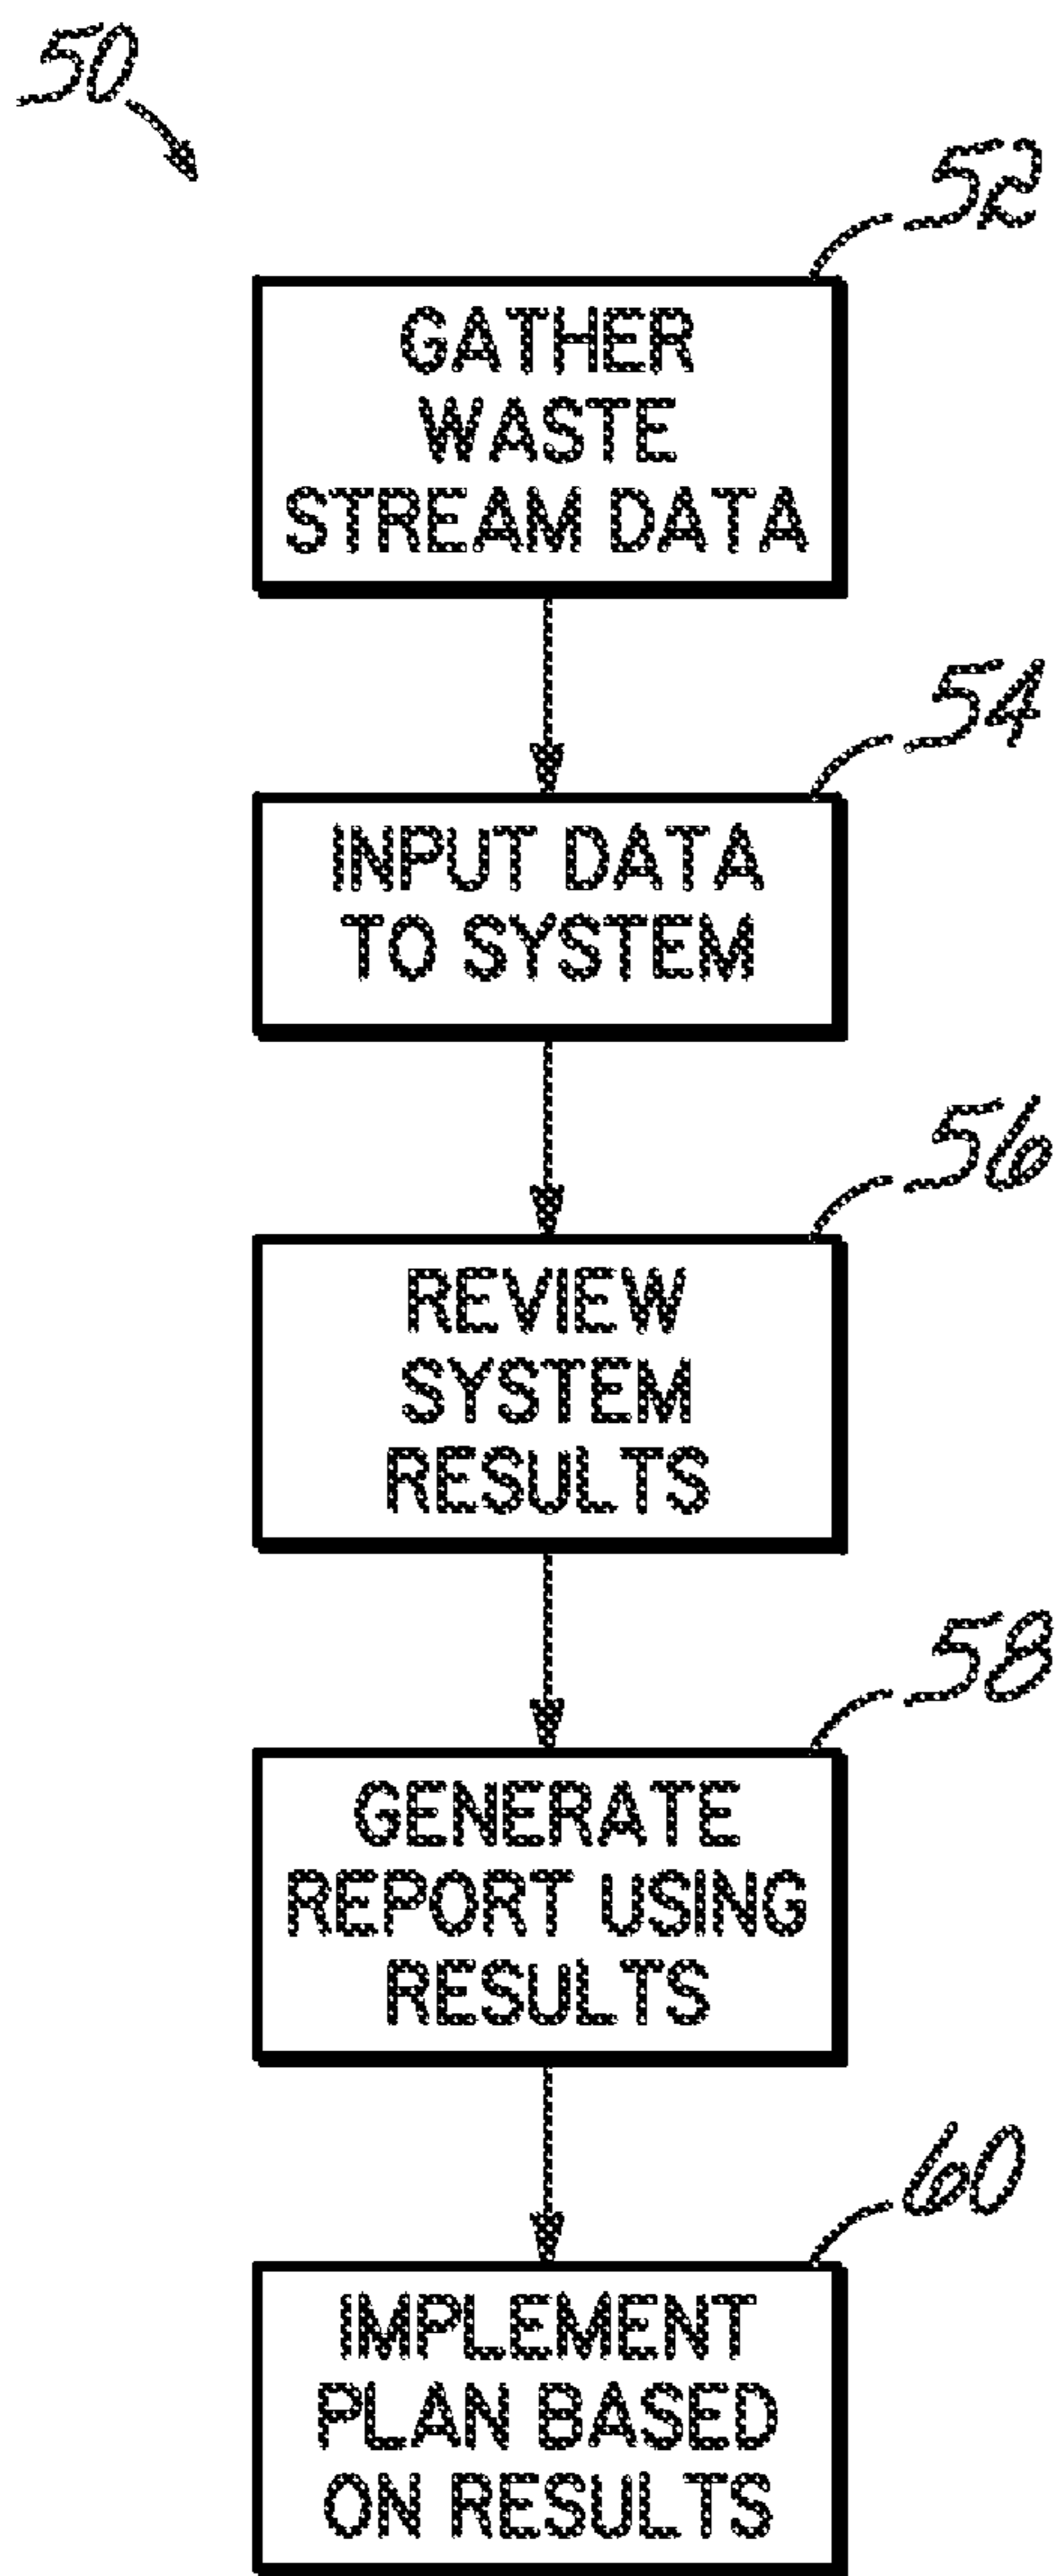 50
52
GATHER
WASTE
STREAM DATA
54
INPUT DATA
TO SYSTEM
56
REVIEW
SYSTEM
RESULTS
58
GENERATE
REPORT USING
RESULTS
60
IMPLEMENT
PLAN BASED
ON RESULTS